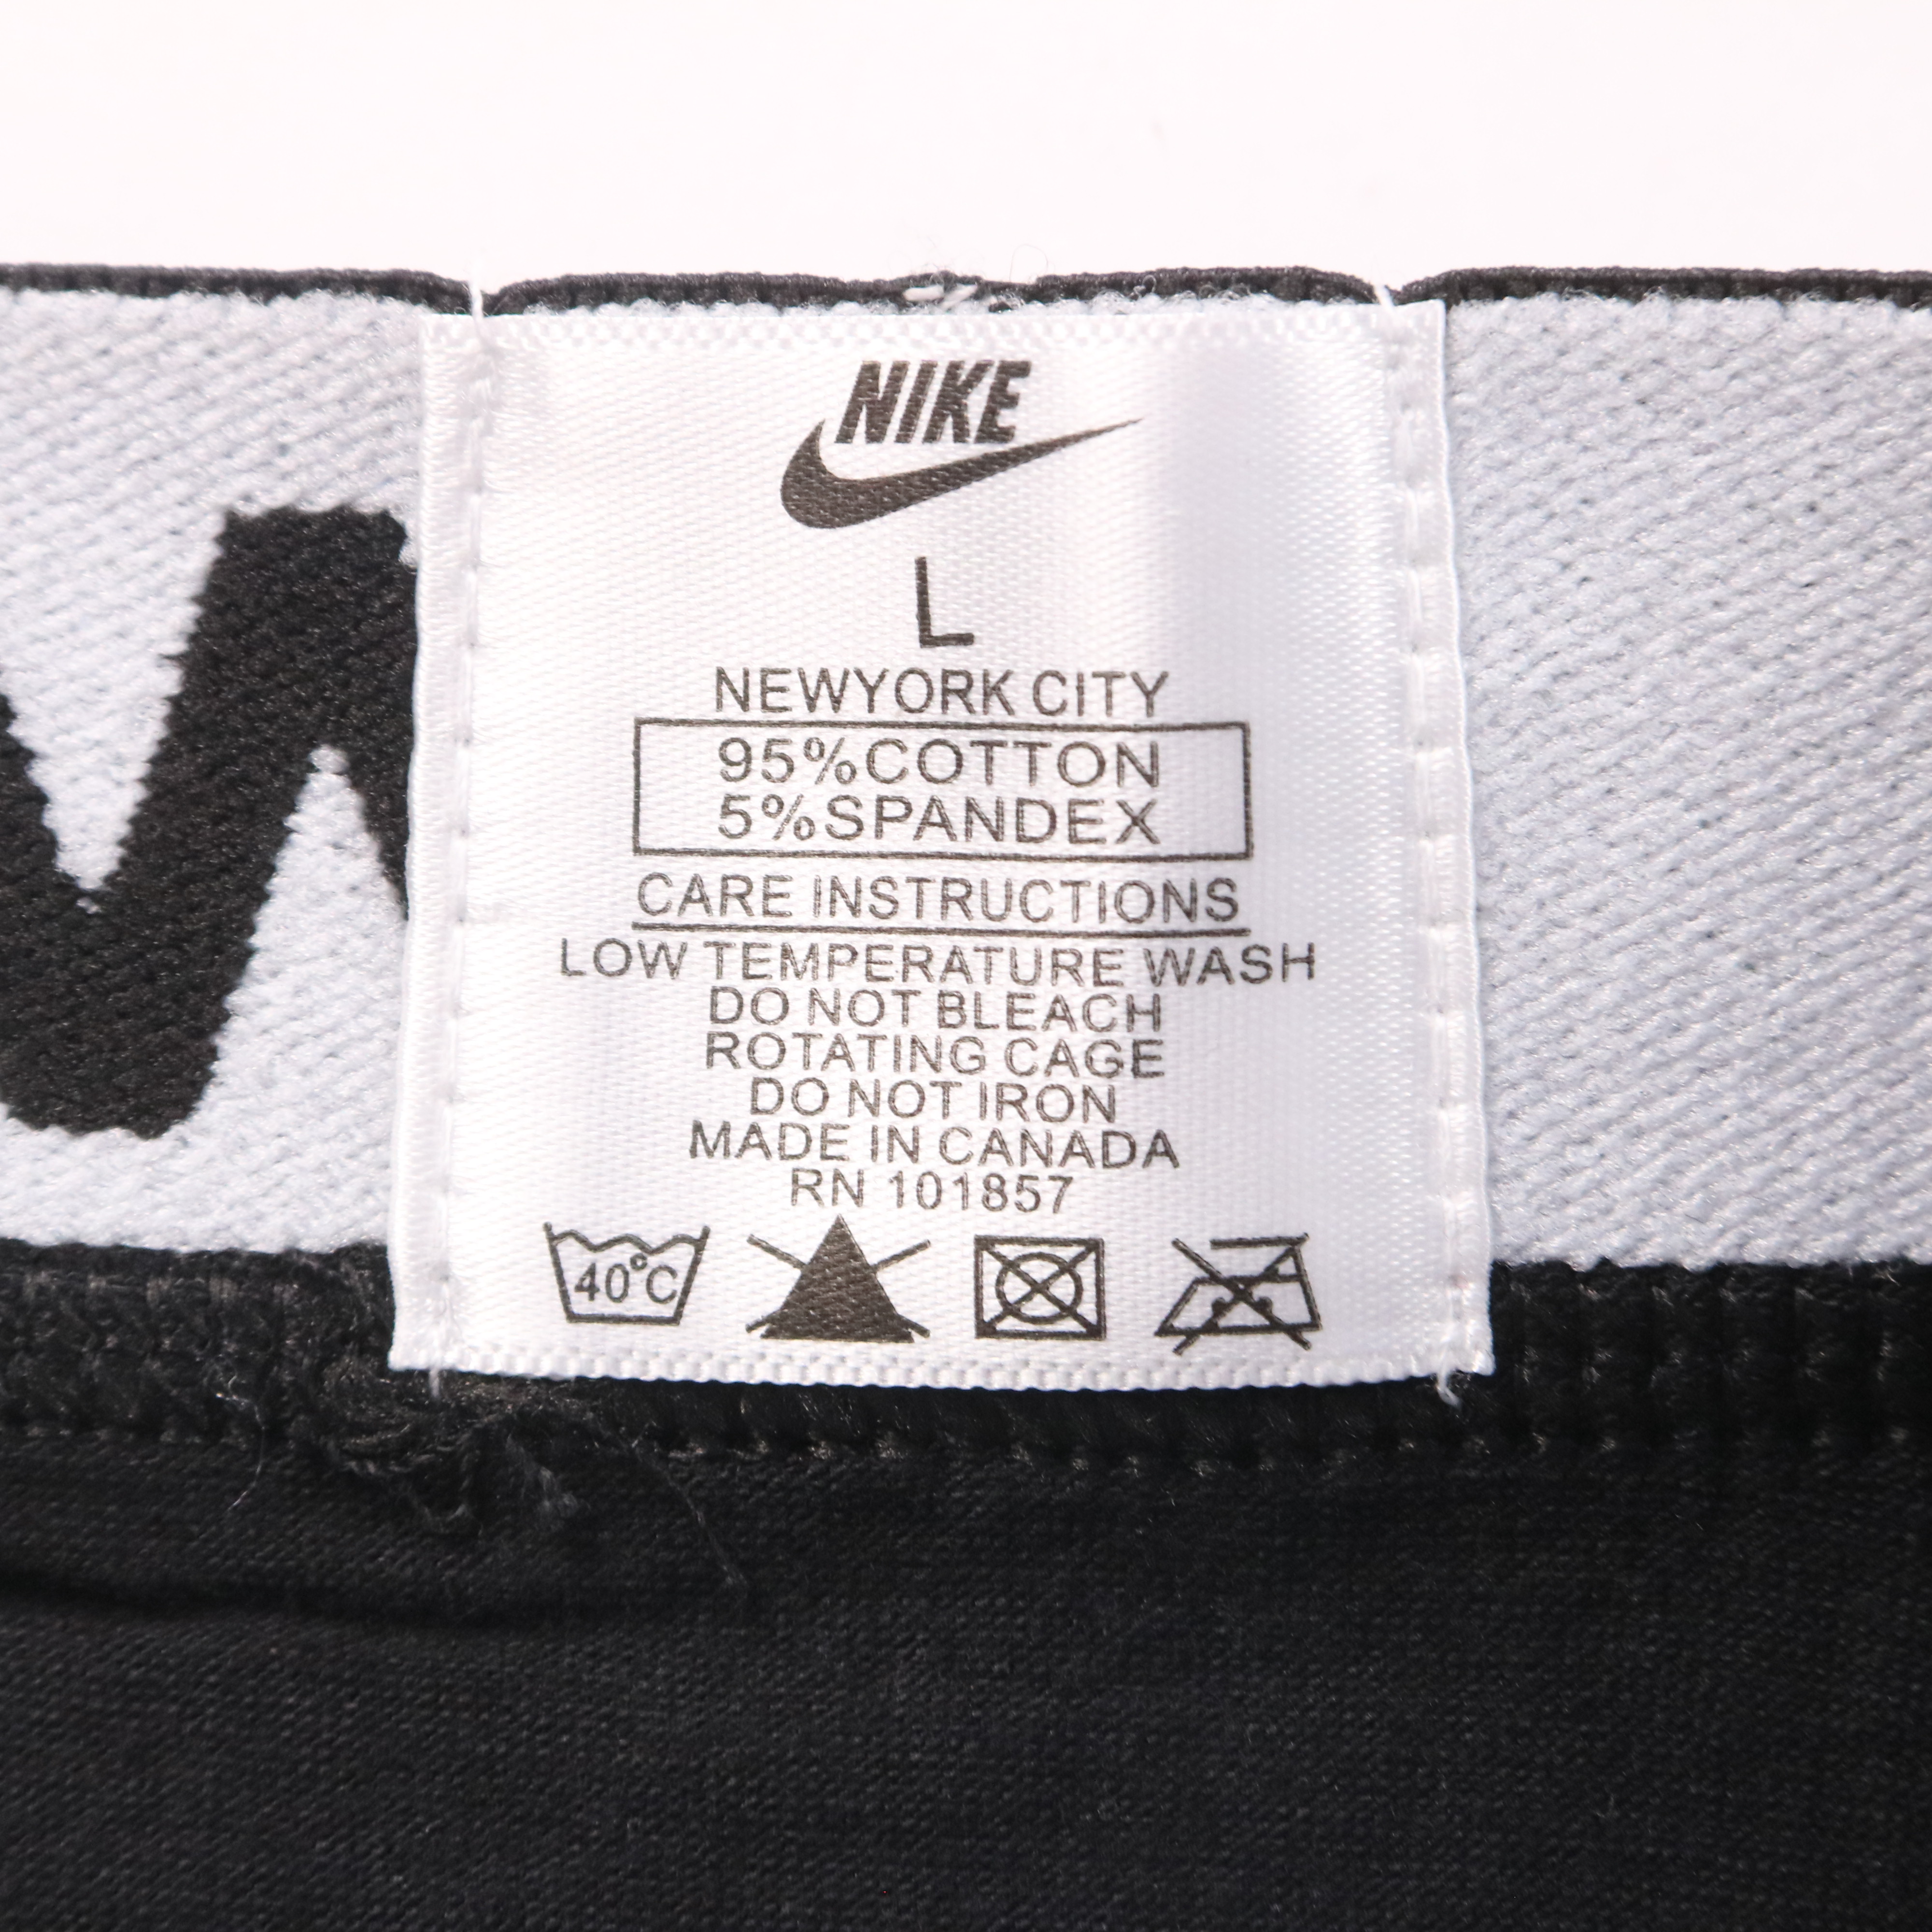 NIKE
L
NEWYORK CITY
95%COTTON
5%SPANDEX
CARE INSTRUCTIONS
LOW TEMPERATURE WASH
DO NOT BLEACH
ROTATING CAGE
DO NOT IRON
MADE IN CANADA
RN 101857
40°C